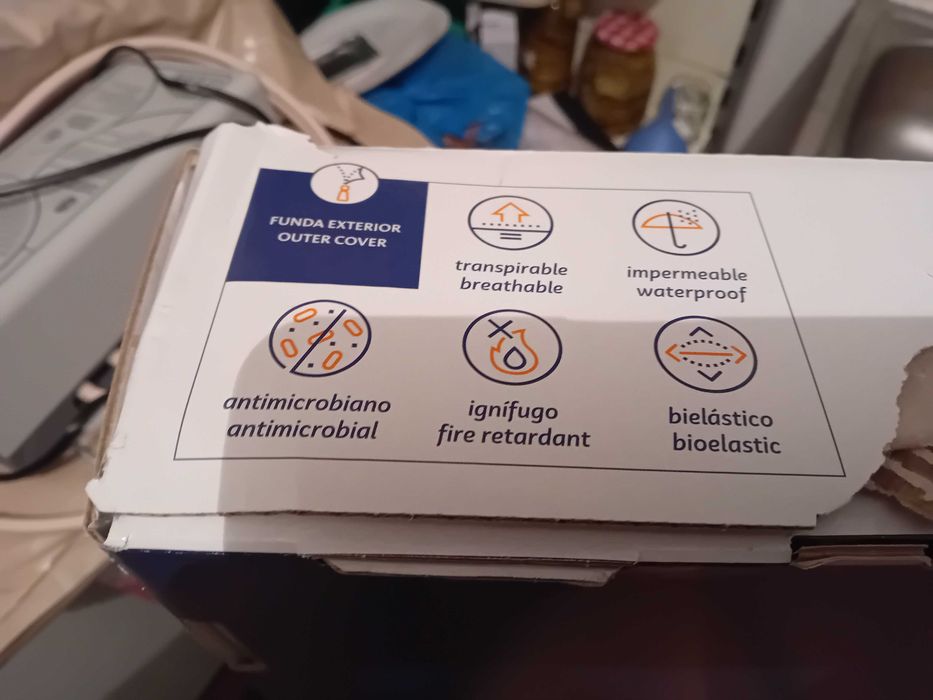 FUNDA EXTERIOR
OUTER COVER
transpirable
breathable
impermeable
waterproof
antimicrobiano
antimicrobial
ignífugo
fire retardant
bielástico
bioelastic